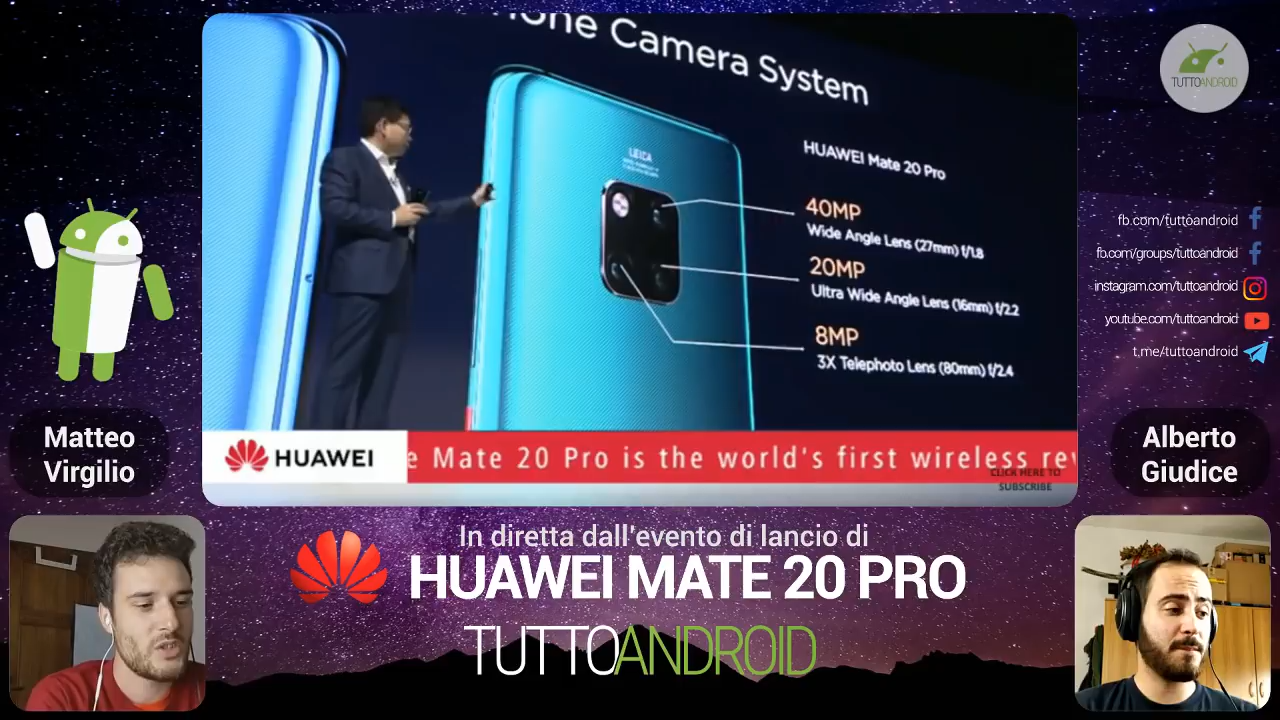 hone Camera System
TUTTOANDROID
LEICA
HUAWEI Mate 20 Pro
40MP
Wide Angle Lens (27mm) f/1.8
20MP
Ultra Wide Angle Lens (16mm) f/2.2
8MP
3X Telephoto Lens (80mm) f/2.4
fb.com/tuttoandroid
fb.com/groups/tuttoandroid
instagram.com/tuttoandroid
youtube.com/tuttoandroid
t.me/tuttoandroid
Matteo
Virgilio
Alberto
Giudice
HUAWEI
e Mate 20 Pro is the world's first wireless rev
CLICK HERE TO
SUBSCRIBE
In diretta dall'evento di lancio di
HUAWEI MATE 20 PRO
TUTTOANDROID